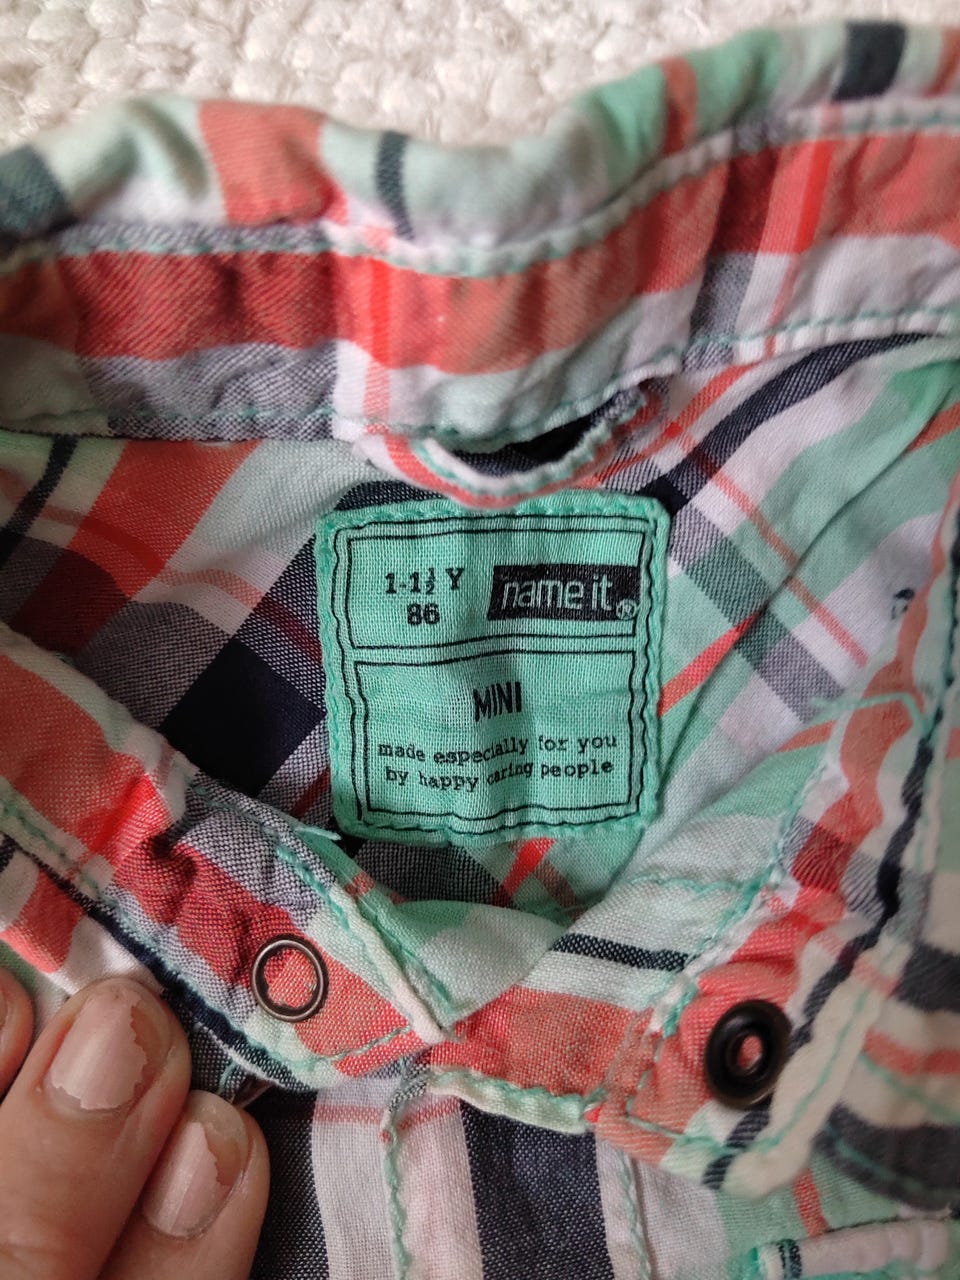 1-1½ Y
86
name it®
MINI
made especially for you
by happy caring people